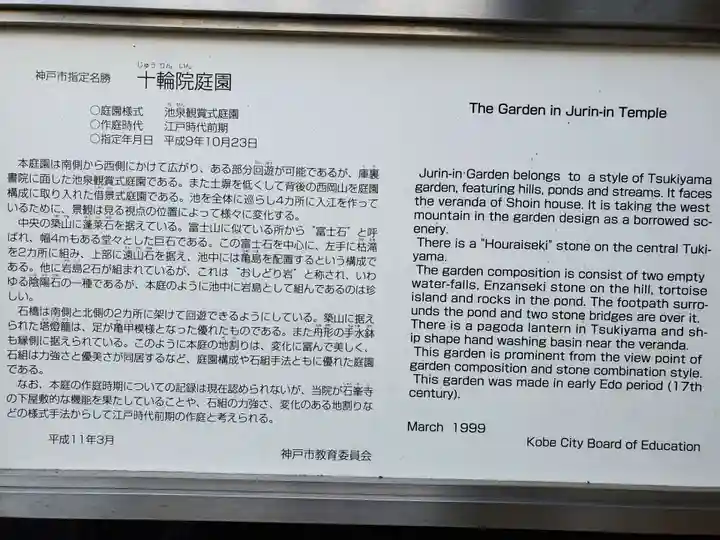 じゅうりんいん
神戸市指定名勝 十輪院庭園
○庭園様式 池泉観賞式庭園
○作庭時代 江戸時代前期
○指定年月日 平成9年10月23日
本庭園は南側から西側にかけて広がり、ある部分回遊が可能であるが、庫裏
書院に面した池泉観賞式庭園である。また土塀を低くして背後の西岡山を庭園
構成に取り入れた借景式庭園である。池を全体に巡らし4カ所に入江を作って
いるために、景観は見る視点の位置によって様々に変化する。
中央の築山に蓬莱石を据えている。富士山に似ている所から“富士石”と呼
ばれ、幅4mもある堂々とした巨石である。この富士石を中心に、左手に枯滝
を2カ所に組み、上部に遠山石を据え、池中には亀島を配置するという構成で
ある。他に岩島2石が組まれているが、これは“おしどり岩”と称され、いわ
ゆる陰陽石の一種であるが、本庭のように池中に岩島として組んであるのは珍
しい。
石橋は南側と北側の2カ所に架けて回遊できるようにしている。築山に据え
られた塔燈籠は、足が亀甲模様となった優れたものである。また舟形の手水鉢
も縁側に据えられている。このように本庭の地割りは、変化に富んで美しく、
石組は力強さと優美さが同居するなど、庭園構成や石組手法ともに優れた庭園
である。
なお、本庭の作庭時期についての記録は現在認められないが、当院が石峯寺
の下屋敷的な機能を果たしていることや、石組の力強さ、変化のある地割りな
どの様式手法からして江戸時代前期の作庭と考えられる。
平成11年3月
神戸市教育委員会
The Garden in Jurin-in Temple
Jurin-in Garden belongs to a style of Tsukiyama
garden, featuring hills, ponds and streams. It faces
the veranda of Shoin house. It is taking the west
mountain in the garden design as a borrowed sc-
enery.
There is a "Houraiseki" stone on the central Tuki-
yama.
The garden composition is consist of two empty
water-falls, Enzanseki stone on the hill, tortoise
island and rocks in the pond. The footpath surro-
unds the pond and two stone bridges are over it.
There is a pagoda lantern in Tsukiyama and sh-
ip shape hand washing basin near the veranda.
This garden is prominent from the view point of
garden composition and stone combination style.
This garden was made in early Edo period (17th
century).
March 1999
Kobe City Board of Education